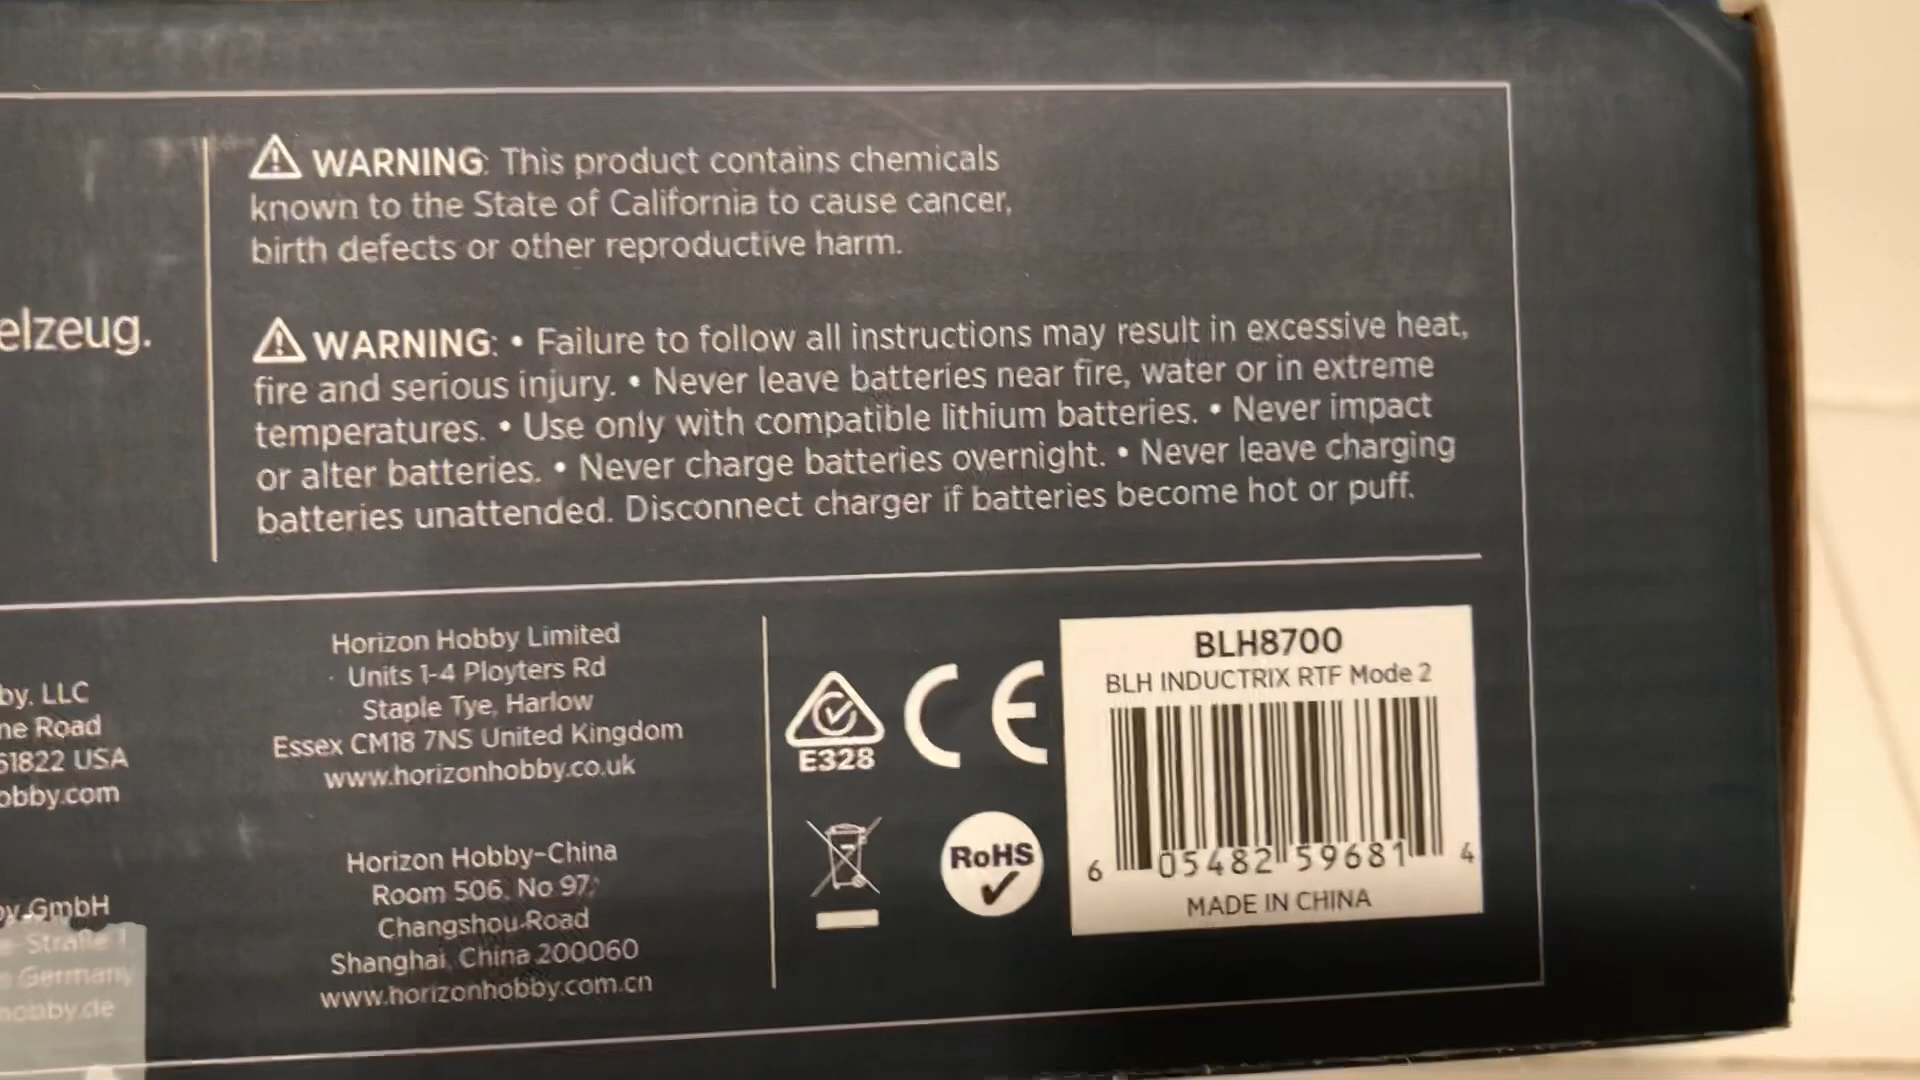 elzeug.
WARNING: This product contains chemicals
known to the State of California to cause cancer,
birth defects or other reproductive harm.
WARNING: • Failure to follow all instructions may result in excessive heat,
fire and serious injury. • Never leave batteries near fire, water or in extreme
temperatures. • Use only with compatible lithium batteries. • Never impact
or alter batteries. • Never charge batteries overnight. • Never leave charging
batteries unattended. Disconnect charger if batteries become hot or puff.
by, LLC
ne Road
61822 USA
obby.com
by GmbH
e Straße 1
Germany
hobby.de
Horizon Hobby Limited
Units 1-4 Ployters Rd
Staple Tye, Harlow
Essex CM18 7NS United Kingdom
www.horizonhobby.co.uk
Horizon Hobby-China
Room 506, No 97,
Changshou Road
Shanghai, China 200060
www.horizonhobby.com.cn
E328
CE
RoHS
BLH8700
BLH INDUCTRIX RTF Mode 2
6 05482 59681 4
MADE IN CHINA